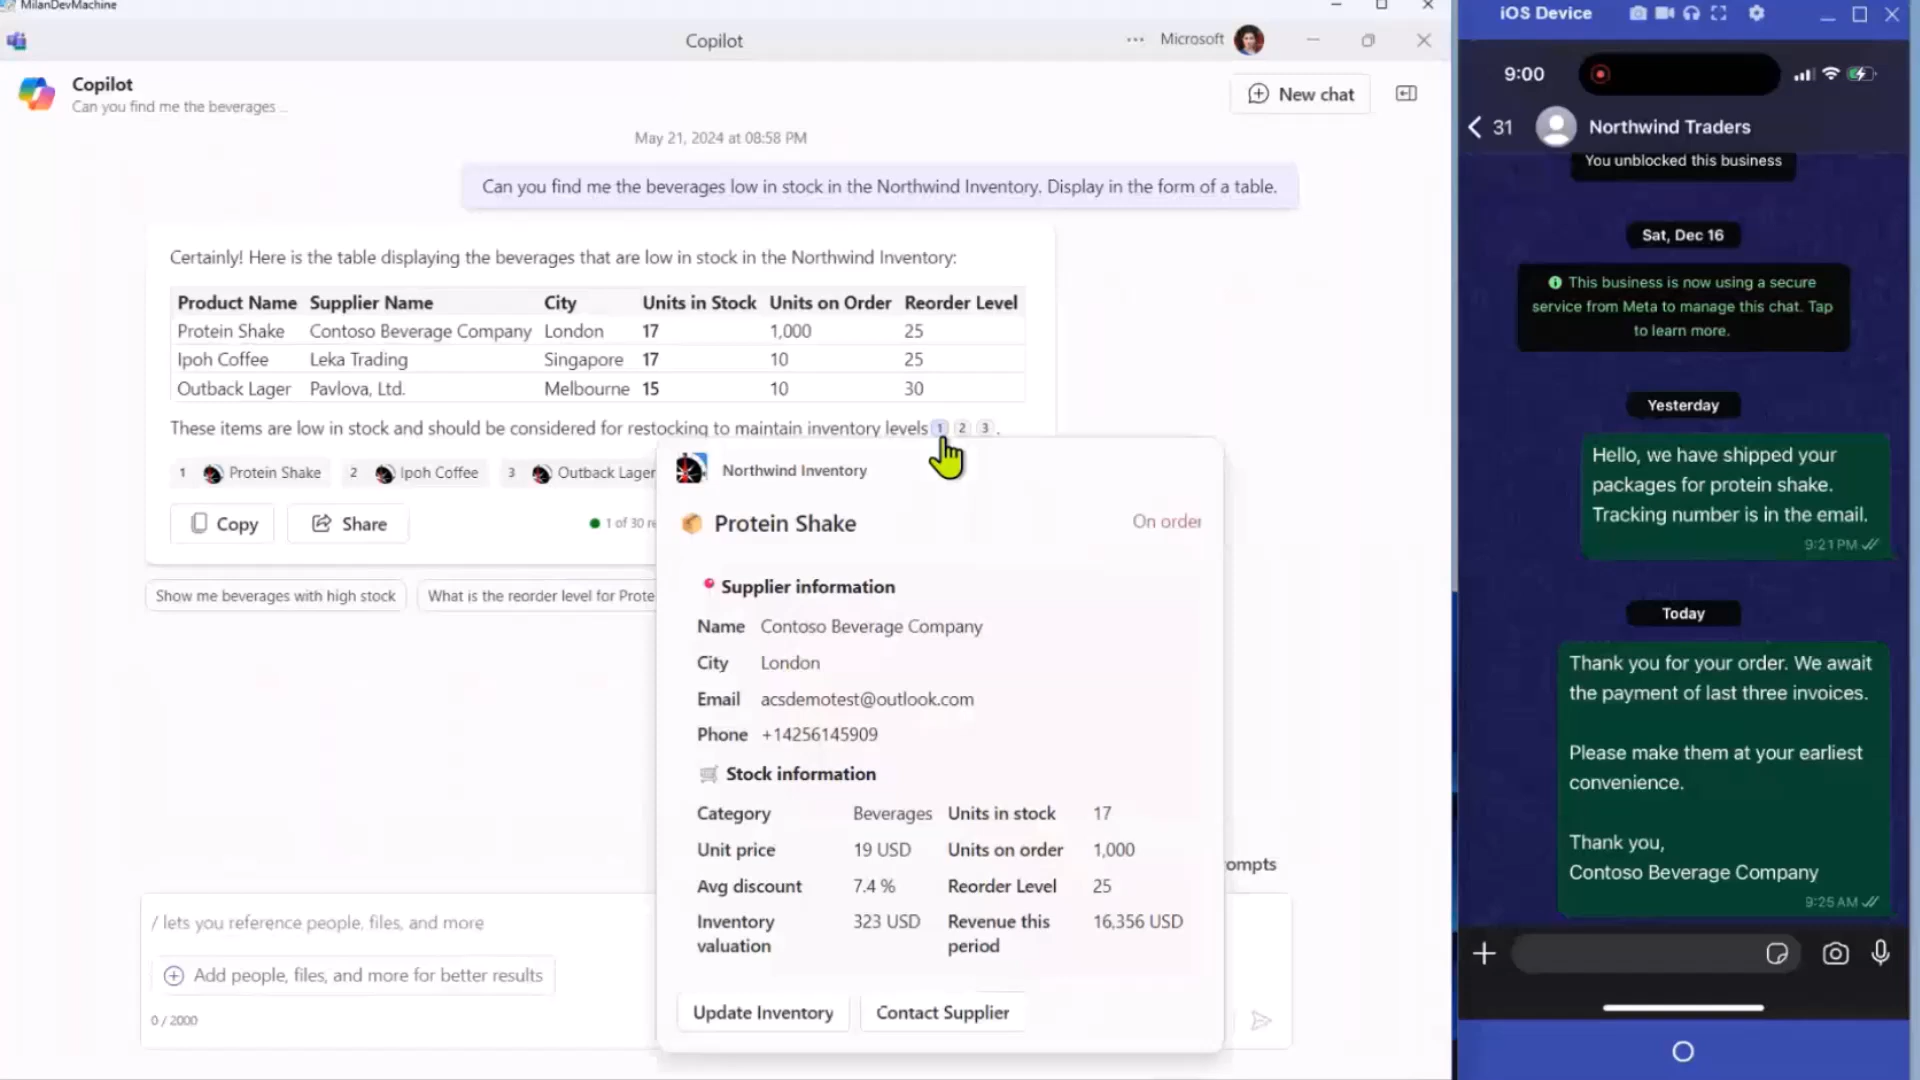 MilanDevMachine
Copilot
Microsoft
Copilot
Can you find me the beverages ...
New chat
May 21, 2024 at 08:58 PM
Can you find me the beverages low in stock in the Northwind Inventory. Display in the form of a table.
Certainly! Here is the table displaying the beverages that are low in stock in the Northwind Inventory:
Product Name Supplier Name City Units in Stock Units on Order Reorder Level
Protein Shake Contoso Beverage Company London 17 1,000 25
Ipoh Coffee Leka Trading Singapore 17 10 25
Outback Lager Pavlova, Ltd. Melbourne 15 10 30
These items are low in stock and should be considered for restocking to maintain inventory levels 1 2 3 .
1 Protein Shake 2 Ipoh Coffee 3 Outback Lager
Copy Share 1 of 30 re
Show me beverages with high stock What is the reorder level for Prote
Northwind Inventory
Protein Shake On order
Supplier information
Name Contoso Beverage Company
City London
Email acsdemotest@outlook.com
Phone +14256145909
Stock information
Category Beverages Units in stock 17
Unit price 19 USD Units on order 1,000
Avg discount 7.4 % Reorder Level 25
Inventory valuation 323 USD Revenue this period 16,356 USD
Update Inventory Contact Supplier
ompts
/ lets you reference people, files, and more
Add people, files, and more for better results
0 / 2000
iOS Device
9:00
31 Northwind Traders
You unblocked this business
Sat, Dec 16
This business is now using a secure
service from Meta to manage this chat. Tap
to learn more.
Yesterday
Hello, we have shipped your
packages for protein shake.
Tracking number is in the email.
9:21 PM
Today
Thank you for your order. We await
the payment of last three invoices.
Please make them at your earliest
convenience.
Thank you,
Contoso Beverage Company
9:25 AM